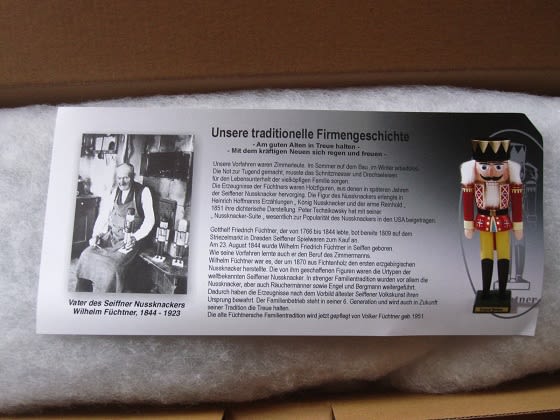 Unsere traditionelle Firmengeschichte
- Am guten Alten in Treue halten -
- Mit dem kräftigen Neuen sich regen und freuen -
Unsere Vorfahren waren Zimmerleute. Im Sommer auf dem Bau, im Winter arbeitslos.
Die Not zur Tugend gemacht, musste das Schnitzmesser und Drechseleisen
für den Lebensunterhalt der vielköpfigen Familie sorgen.
Die Erzeugnisse der Füchtners waren Holzfiguren, aus denen in späteren Jahren
der Seiffener Nussknacker hervorging. Die Figur des Nussknackers erlangte in
Heinrich Hoffmanns Erzählungen „ König Nussknacker und der arme Reinhold „
1851 ihre dichterische Darstellung. Peter Tschaikowsky hat mit seiner
„ Nussknacker-Suite „ wesentlich zur Popularität des Nussknackers in den USA beigetragen.
Gotthelf Friedrich Füchtner, der von 1766 bis 1844 lebte, bot bereits 1809 auf dem
Striezelmarkt in Dresden Seiffener Spielwaren zum Kauf an.
Am 23. August 1844 wurde Wilhelm Friedrich Füchtner in Seiffen geboren.
Wie seine Vorfahren lernte auch er den Beruf des Zimmermanns.
Wilhelm Füchtner war es, der um 1870 aus Fichtenholz den ersten erzgebirgischen
Nussknacker herstellte. Die von ihm geschaffenen Figuren waren die Urtypen der
weltbekannten Seiffener Nussknacker. In strenger Familientradition wurden vor allem die
Nussknacker, aber auch Räuchermänner sowie Engel und Bergmann weitergeführt.
Dadurch haben die Erzeugnisse nach dem Vorbild ältester Seiffener Volkskunst ihren
Ursprung bewahrt. Der Familienbetrieb steht in seiner 6. Generation und wird auch in Zukunft
seiner Tradition die Treue halten.
Die alte Füchtnersche Familientradition wird jetzt gepflegt von Volker Füchtner geb.1951
Vater des Seiffner Nussknackers
Wilhelm Füchtner, 1844 - 1923